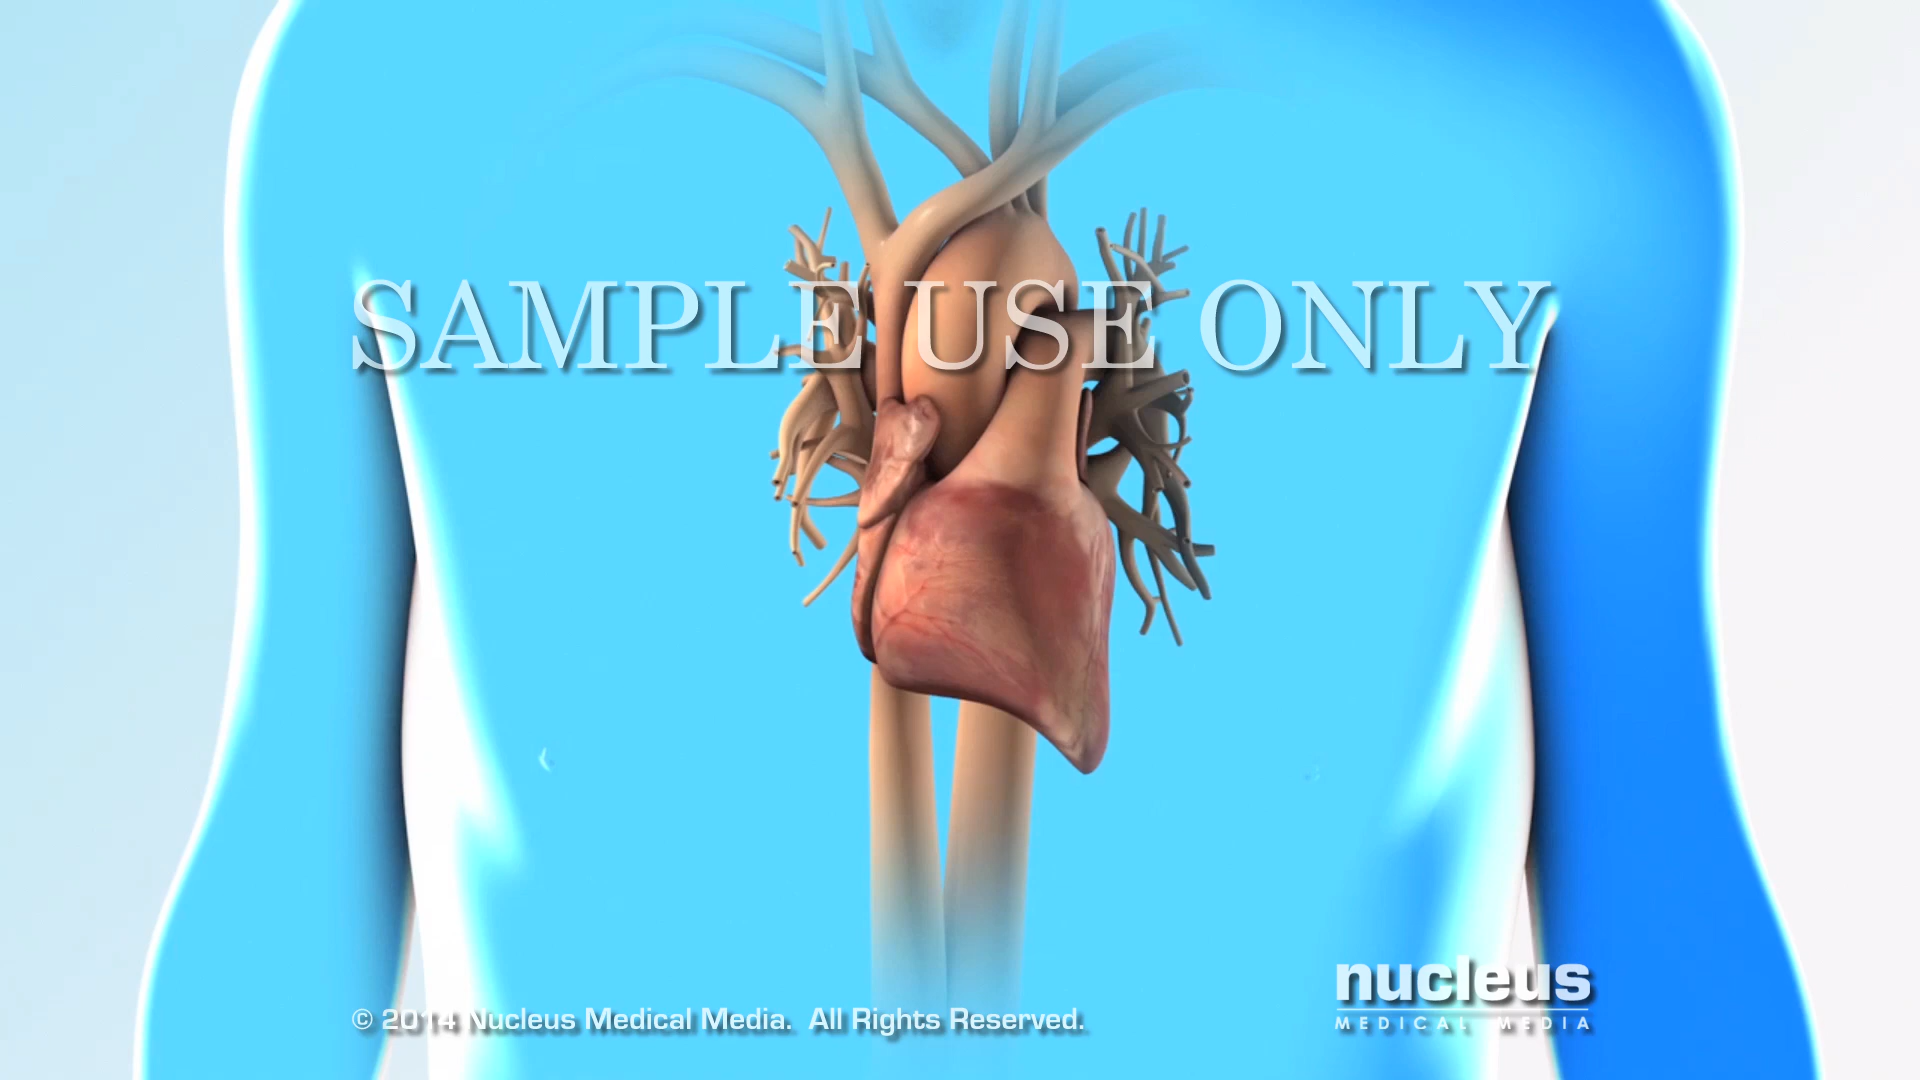 SAMPLE USE ONLY
nucleus
MEDICAL MEDIA
© 2014 Nucleus Medical Media. All Rights Reserved.